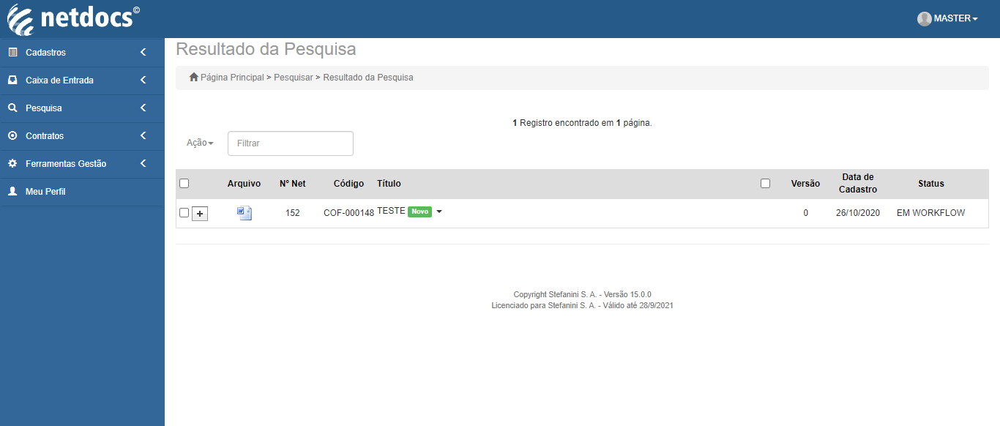 netdocs©
MASTER
Cadastros
Caixa de Entrada
Pesquisa
Contratos
Ferramentas Gestão
Meu Perfil
Resultado da Pesquisa
Página Principal > Pesquisar > Resultado da Pesquisa
1 Registro encontrado em 1 página.
Ação
Filtrar
Arquivo Nº Net Código Título Versão Data de Cadastro Status
+ 152 COF-000148 TESTE Novo 0 26/10/2020 EM WORKFLOW
Copyright Stefanini S. A. - Versão 15.0.0
Licenciado para Stefanini S. A. - Válido até 28/9/2021